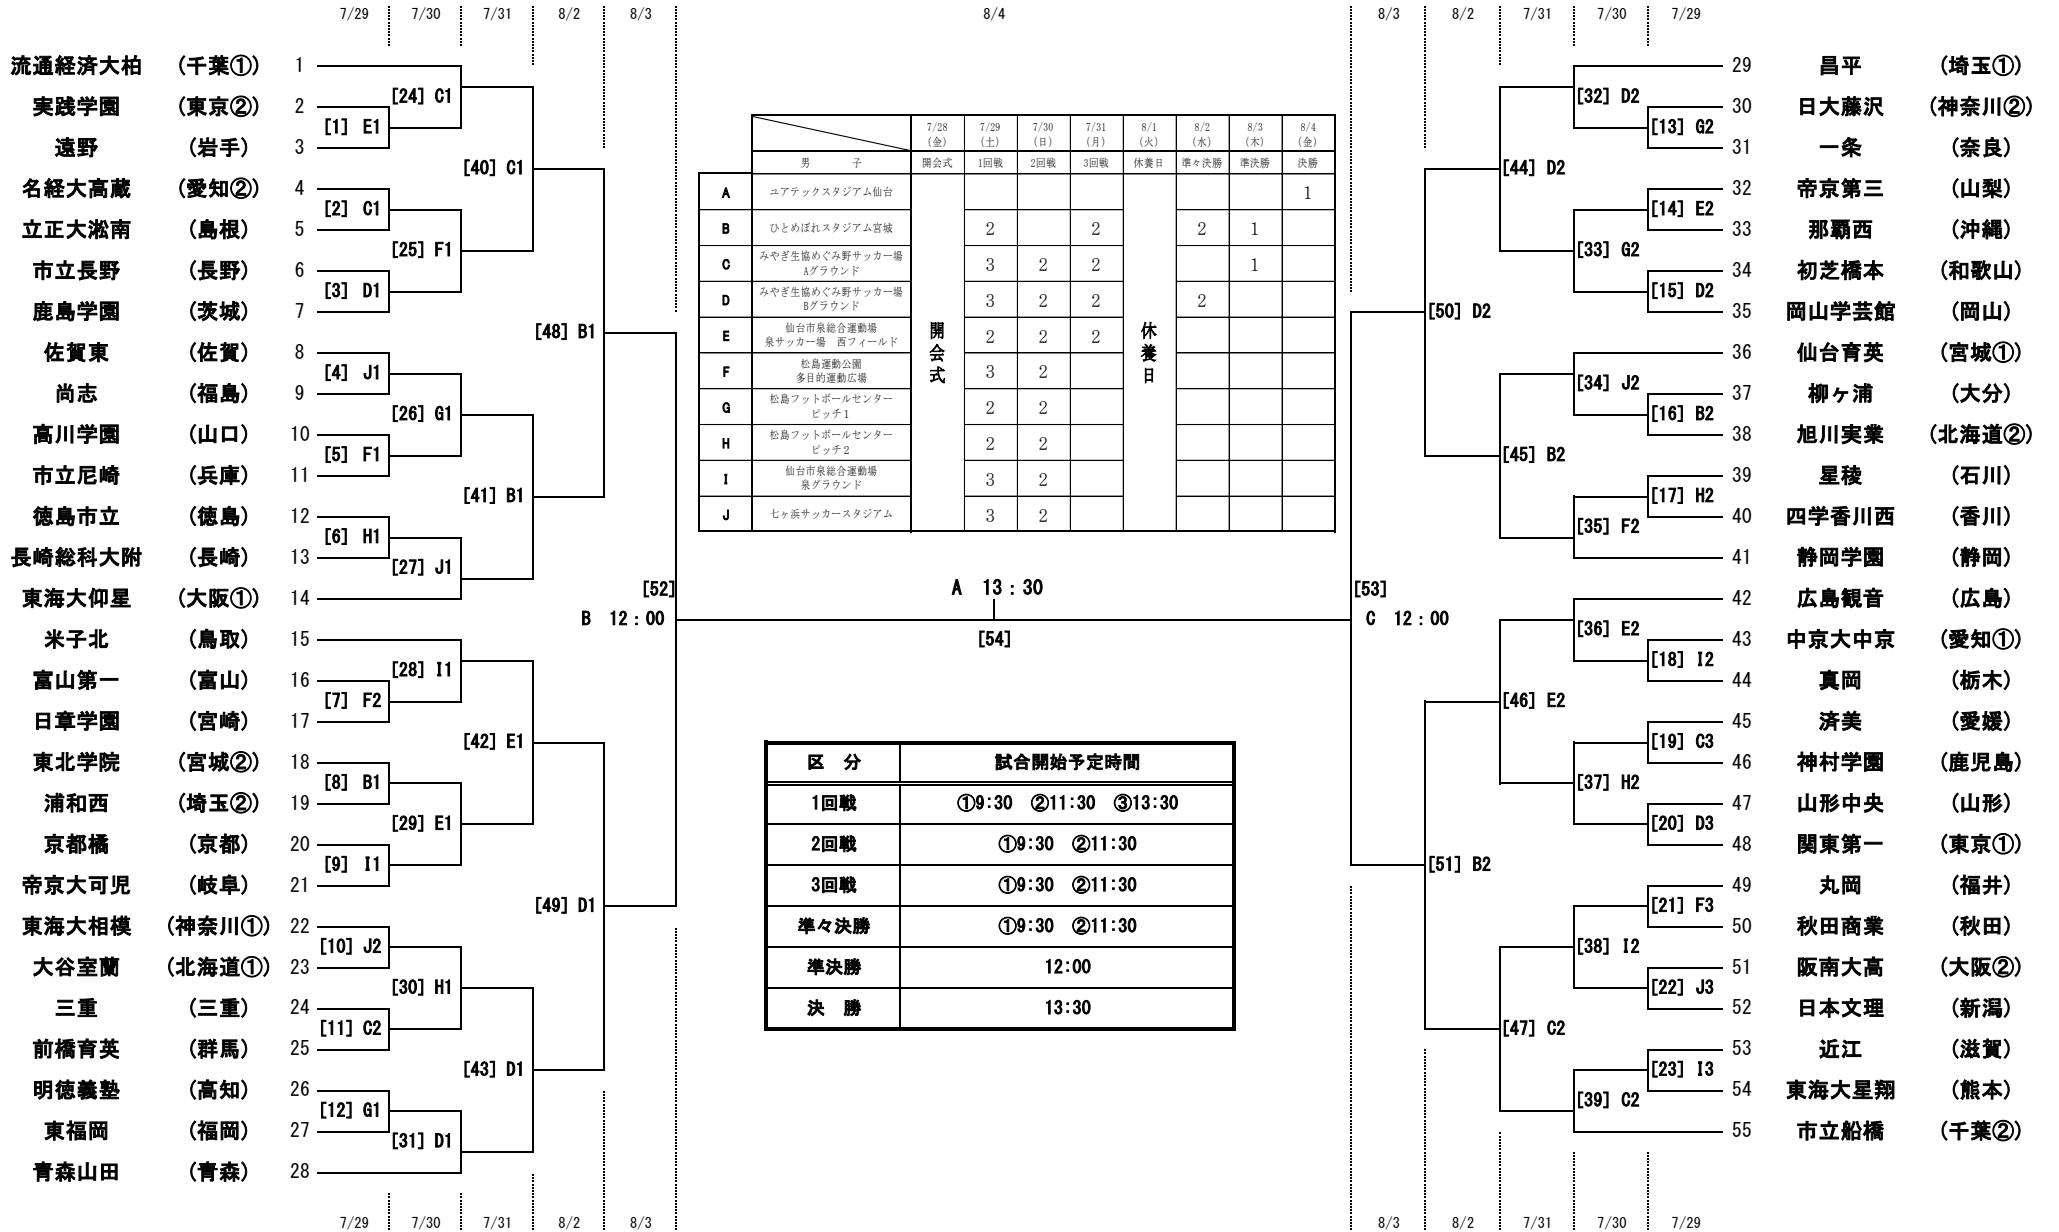 7/29 7/30 7/31 8/2 8/3 8/4 8/3 8/2 7/31 7/30 7/29
流通経済大柏 (千葉①) 1
実践学園 (東京②) 2
遠野 (岩手) 3
名経大高蔵 (愛知②) 4
立正大淞南 (島根) 5
市立長野 (長野) 6
鹿島学園 (茨城) 7
佐賀東 (佐賀) 8
尚志 (福島) 9
高川学園 (山口) 10
市立尼崎 (兵庫) 11
徳島市立 (徳島) 12
長崎総科大附 (長崎) 13
東海大仰星 (大阪①) 14
米子北 (鳥取) 15
富山第一 (富山) 16
日章学園 (宮崎) 17
東北学院 (宮城②) 18
浦和西 (埼玉②) 19
京都橘 (京都) 20
帝京大可児 (岐阜) 21
東海大相模 (神奈川①) 22
大谷室蘭 (北海道①) 23
三重 (三重) 24
前橋育英 (群馬) 25
明徳義塾 (高知) 26
東福岡 (福岡) 27
青森山田 (青森) 28
[1] E1
[2] C1
[3] D1
[4] J1
[5] F1
[6] H1
[7] F2
[8] B1
[9] I1
[10] J2
[11] C2
[12] G1
[24] C1
[25] F1
[26] G1
[27] J1
[28] I1
[29] E1
[30] H1
[31] D1
[40] C1
[41] B1
[42] E1
[43] D1
[48] B1
[49] D1
[52]
B 12：00
7/28 7/29 7/30 7/31 8/1 8/2 8/3 8/4
(金) (土) (日) (月) (火) (水) (木) (金)
男 子 開会式 1回戦 2回戦 3回戦 休養日 準々決勝 準決勝 決勝
A ユアテックスタジアム仙台 1
B ひとめぼれスタジアム宮城 2 2 2 1
C みやぎ生協めぐみ野サッカー場
Aグラウンド 3 2 2 1
D みやぎ生協めぐみ野サッカー場
Bグラウンド 3 2 2 2
E 仙台市泉総合運動場
泉サッカー場 西フィールド 2 2 2
F 松島運動公園
多目的運動広場 3 2
G 松島フットボールセンター
ピッチ1 2 2
H 松島フットボールセンター
ピッチ2 2 2
I 仙台市泉総合運動場
泉グラウンド 3 2
J 七ヶ浜サッカースタジアム 3 2
開会式
休養日
A 13：30
[54]
区 分 試合開始予定時間
1回戦 ①9:30 ②11:30 ③13:30
2回戦 ①9:30 ②11:30
3回戦 ①9:30 ②11:30
準々決勝 ①9:30 ②11:30
準決勝 12:00
決 勝 13:30
[53]
C 12：00
[50] D2
[51] B2
[44] D2
[45] B2
[46] E2
[47] C2
[32] D2
[33] G2
[34] J2
[35] F2
[36] E2
[37] H2
[38] I2
[39] C2
[13] G2
[14] E2
[15] D2
[16] B2
[17] H2
[18] I2
[19] C3
[20] D3
[21] F3
[22] J3
[23] I3
29 昌平 (埼玉①)
30 日大藤沢 (神奈川②)
31 一条 (奈良)
32 帝京第三 (山梨)
33 那覇西 (沖縄)
34 初芝橋本 (和歌山)
35 岡山学芸館 (岡山)
36 仙台育英 (宮城①)
37 柳ヶ浦 (大分)
38 旭川実業 (北海道②)
39 星稜 (石川)
40 四学香川西 (香川)
41 静岡学園 (静岡)
42 広島観音 (広島)
43 中京大中京 (愛知①)
44 真岡 (栃木)
45 済美 (愛媛)
46 神村学園 (鹿児島)
47 山形中央 (山形)
48 関東第一 (東京①)
49 丸岡 (福井)
50 秋田商業 (秋田)
51 阪南大高 (大阪②)
52 日本文理 (新潟)
53 近江 (滋賀)
54 東海大星翔 (熊本)
55 市立船橋 (千葉②)
7/29 7/30 7/31 8/2 8/3 8/3 8/2 7/31 7/30 7/29